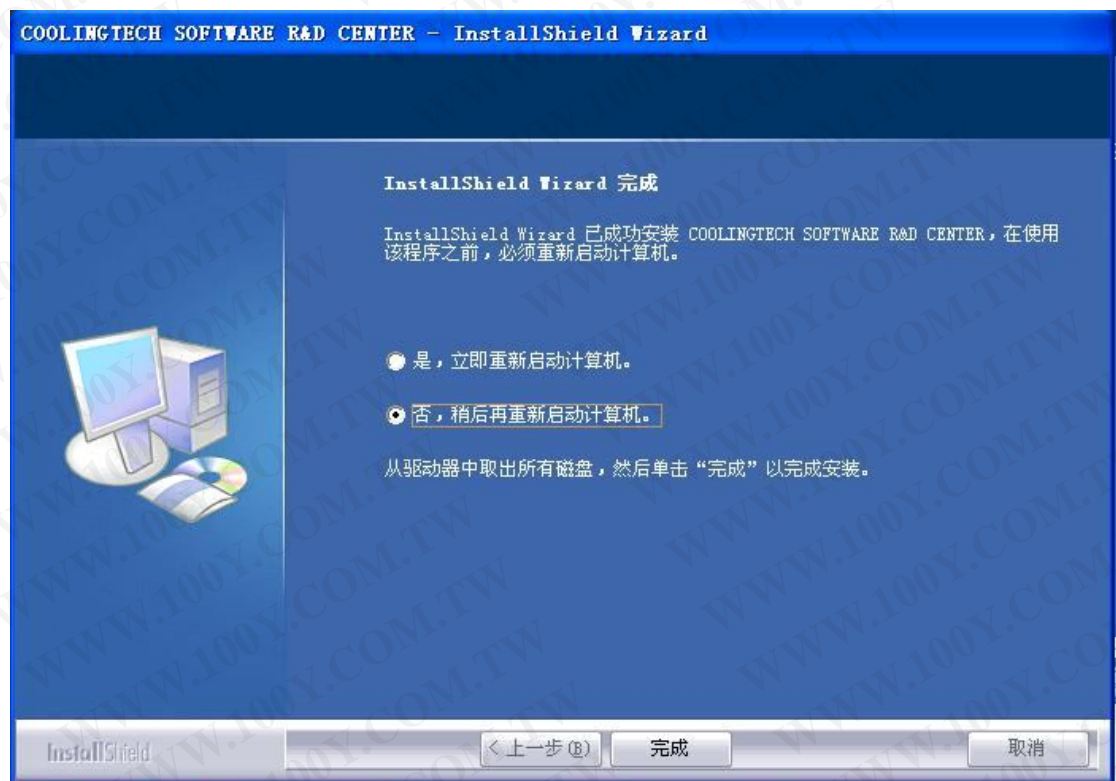 COOLINGTECH SOFTWARE R&D CENTER - InstallShield Wizard
InstallShield Wizard 完成
InstallShield Wizard 已成功安装 COOLINGTECH SOFTWARE R&D CENTER，在使用
该程序之前，必须重新启动计算机。
是，立即重新启动计算机。
否，稍后再重新启动计算机。
从驱动器中取出所有磁盘，然后单击“完成”以完成安装。
InstallShield
< 上一步(B)
完成
取消
WWW.100Y.COM.TW